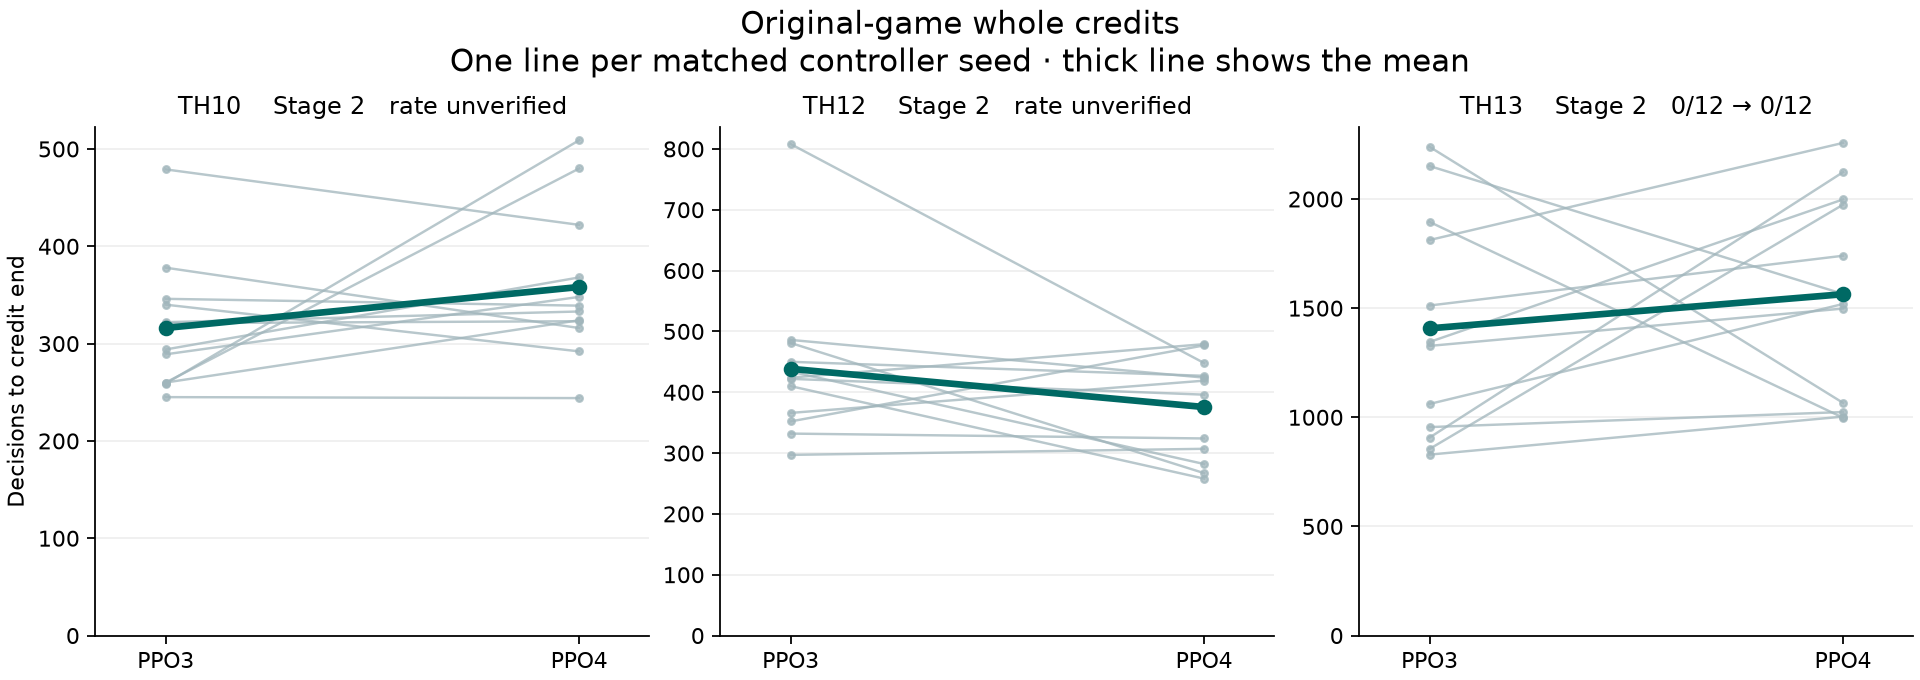 Original-game whole credits
One line per matched controller seed · thick line shows the mean
TH10 Stage 2 rate unverified
TH12 Stage 2 rate unverified
TH13 Stage 2 0/12 → 0/12
Decisions to credit end
500
400
300
200
100
0
PPO3
PPO4
800
700
600
500
400
300
200
100
0
PPO3
PPO4
2000
1500
1000
500
0
PPO3
PPO4